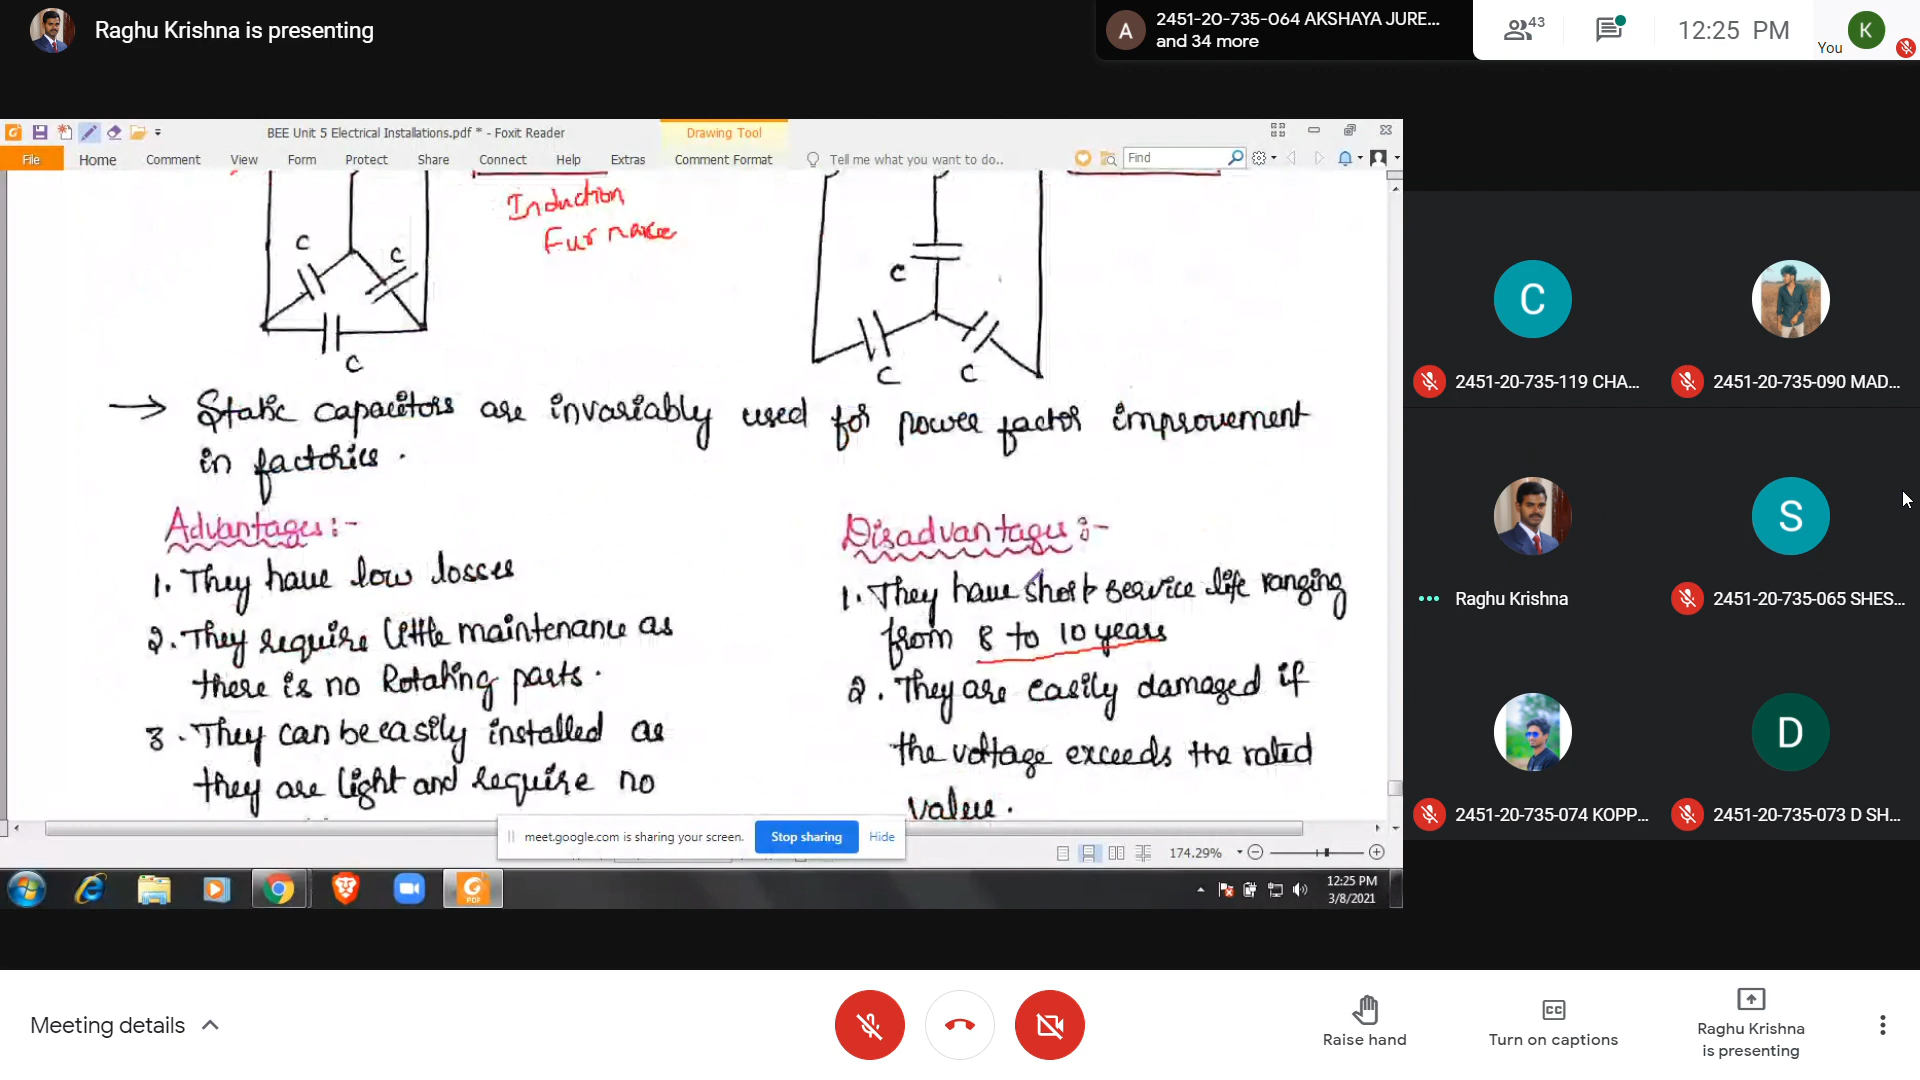 Raghu Krishna is presenting
A
2451-20-735-064 AKSHAYA JURE...
and 34 more
43
12:25 PM
You
K
BEE Unit 5 Electrical Installations.pdf * - Foxit Reader
Drawing Tool
File
Home
Comment
View
Form
Protect
Share
Connect
Help
Extras
Comment Format
Tell me what you want to do..
Find
Induction
Furnace
C
C
C
C
C
C
→ Static capacitors are invariably used for power factor improvement
in factories.
Advantages :-
1. They have low losses
2. They require little maintenance as
there is no Rotating parts.
3. They can be easily installed as
they are light and require no
Disadvantages :-
1. They have short service life ranging
from 8 to 10 years
2. They are easily damaged if
the voltage exceeds the rated
value.
meet.google.com is sharing your screen.
Stop sharing
Hide
174.29%
PDF
12:25 PM
3/8/2021
C
2451-20-735-119 CHA...
2451-20-735-090 MAD...
Raghu Krishna
S
2451-20-735-065 SHES...
2451-20-735-074 KOPP...
D
2451-20-735-073 D SH...
Meeting details
Raise hand
CC
Turn on captions
Raghu Krishna
is presenting